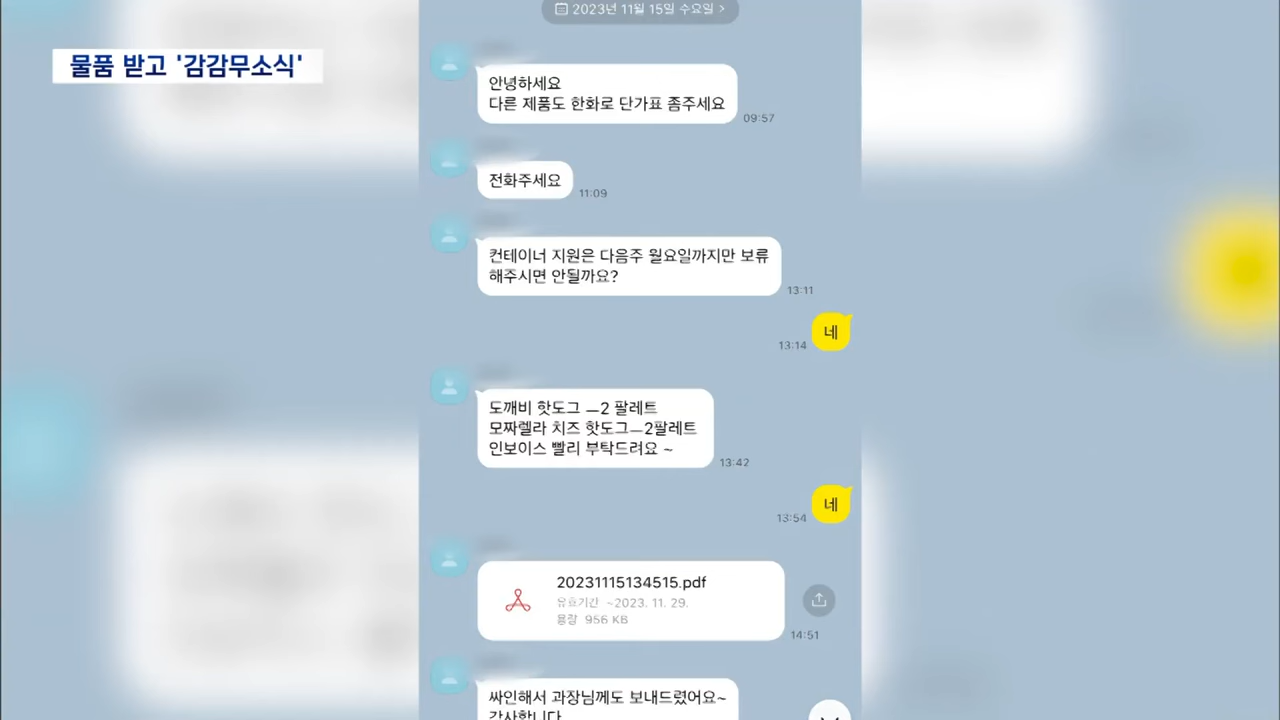 2023년 11월 15일 수요일 >
물품 받고 '감감무소식'
안녕하세요
다른 제품도 한화로 단가표 좀주세요
09:57
전화주세요
11:09
컨테이너 지원은 다음주 월요일까지만 보류
해주시면 안될까요?
13:11
네
13:14
도깨비 핫도그 —2 팔레트
모짜렐라 치즈 핫도그—2팔레트
인보이스 빨리 부탁드려요 ~
13:42
네
13:54
20231115134515.pdf
유효기간 ~2023. 11. 29.
용량 956 KB
14:51
싸인해서 과장님께도 보내드렸어요~
감사합니다